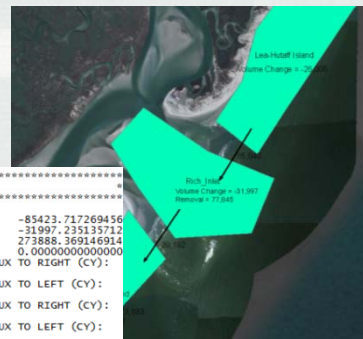 Lea-Hutaff Island
Volume Change =
Rich_Inlet
Volume Change = -31,997
Removal = 77,845
********************
*
********************
-85423.717269456
-31997.235135712
273888.369146914
0.00000000000000
UX TO RIGHT (CY):
UX TO LEFT (CY):
UX TO RIGHT (CY):
UX TO LEFT (CY):